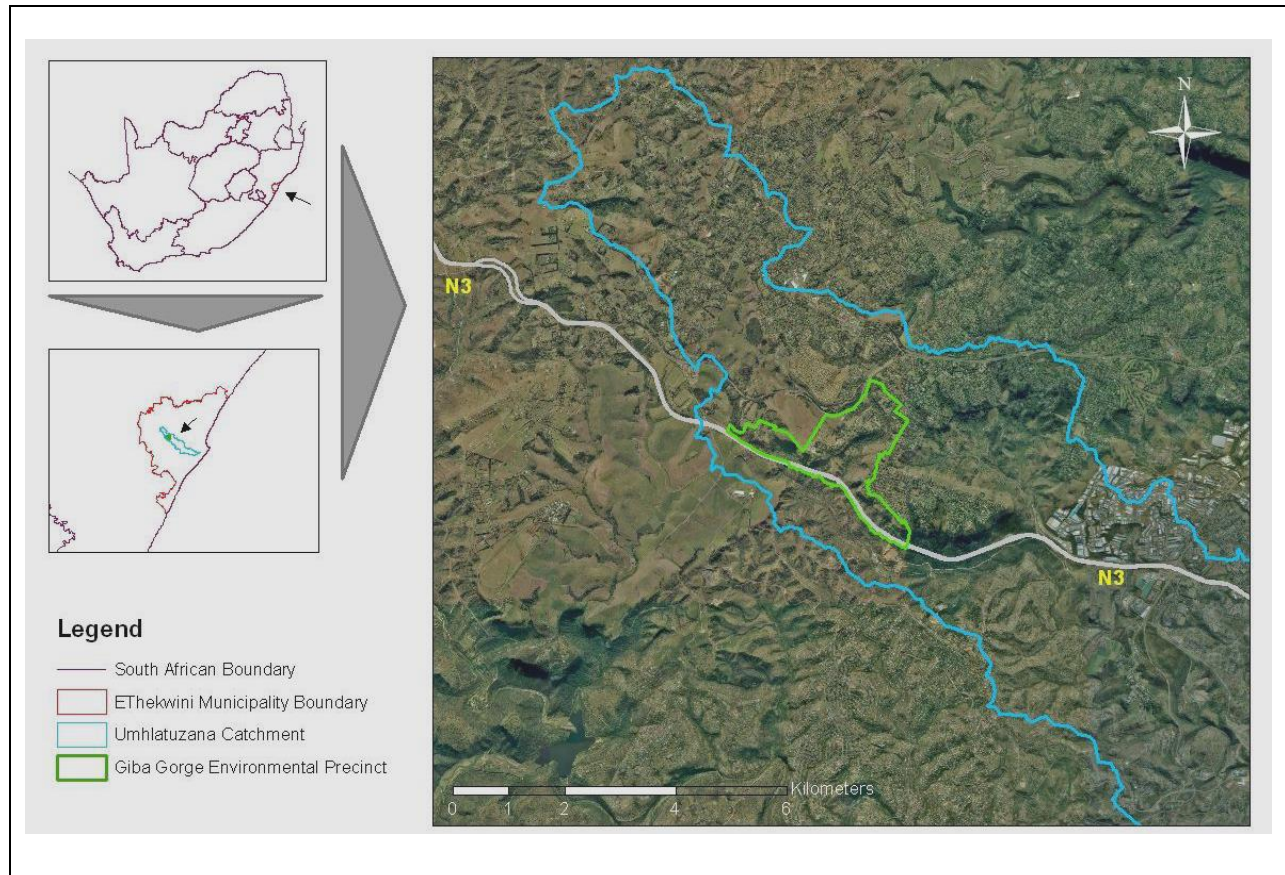 N
N3
N3
Legend
South African Boundary
EThekwini Municipality Boundary
Umhlatuzana Catchment
Giba Gorge Environmental Precinct
Kilometers
0 1 2 4 6